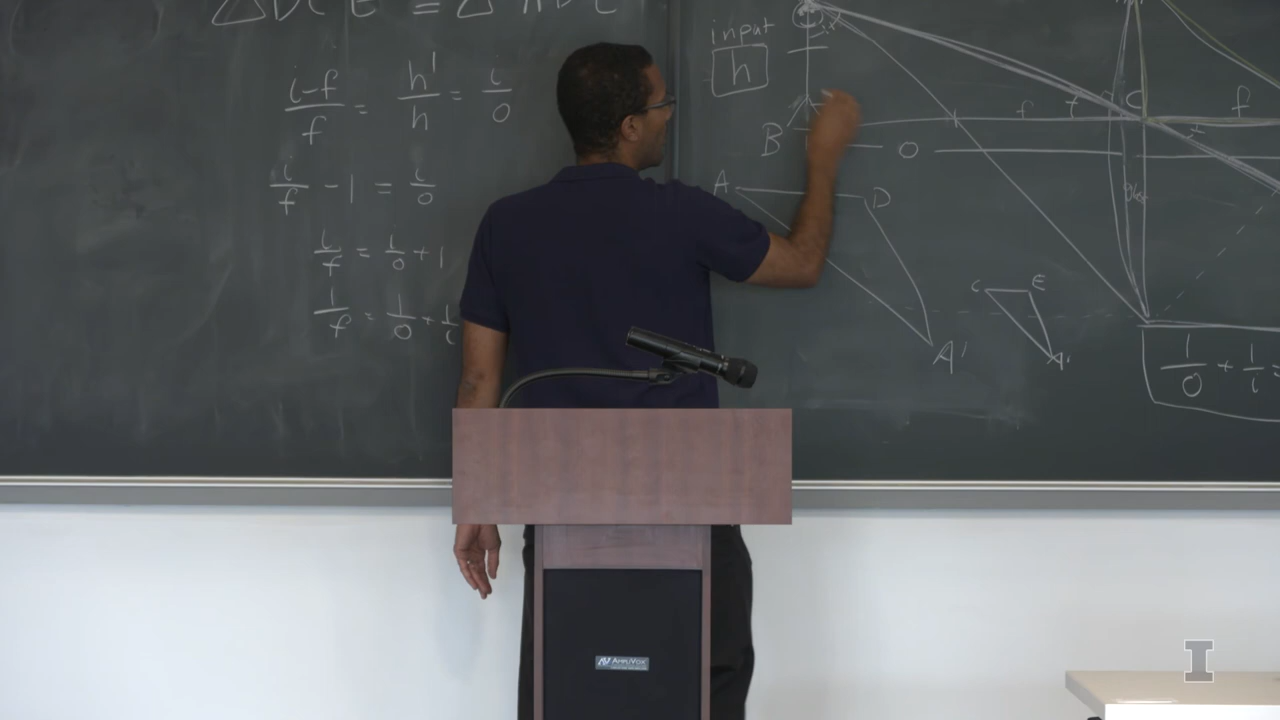 (i-f)/f = h'/h = i/o
i/f - 1 = i/o
i/f = i/o + 1
1/f = 1/o + 1/i
input
h
B
O
f
C
f
A
D
A'
C
E
A'
1/o + 1/i =
AMPLIVOX
I